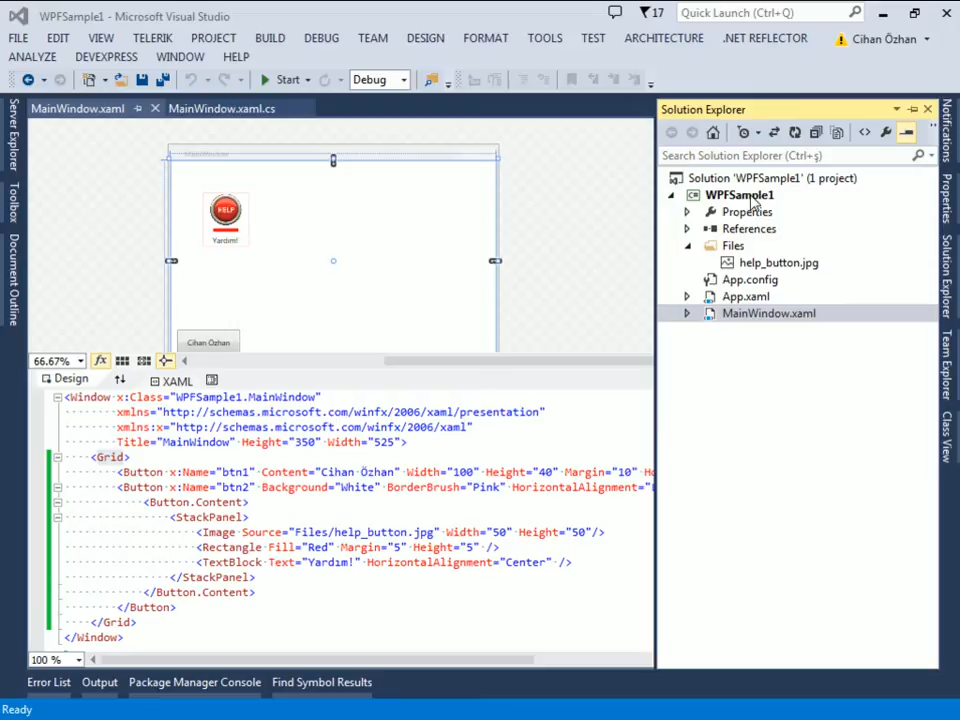 WPFSample1 - Microsoft Visual Studio
17
Quick Launch (Ctrl+Q)
FILE EDIT VIEW TELERIK PROJECT BUILD DEBUG TEAM DESIGN FORMAT TOOLS TEST ARCHITECTURE .NET REFLECTOR
Cihan Özhan
ANALYZE DEVEXPRESS WINDOW HELP
Start Debug
Server Explorer
Toolbox
Document Outline
MainWindow.xaml MainWindow.xaml.cs
MainWindow
HELP
Yardım!
Cihan Özhan
66.67% fx
Design XAML
<Window x:Class="WPFSample1.MainWindow"
xmlns="http://schemas.microsoft.com/winfx/2006/xaml/presentation"
xmlns:x="http://schemas.microsoft.com/winfx/2006/xaml"
Title="MainWindow" Height="350" Width="525">
<Grid>
<Button x:Name="btn1" Content="Cihan Özhan" Width="100" Height="40" Margin="10" Ho
<Button x:Name="btn2" Background="White" BorderBrush="Pink" HorizontalAlignment="
<Button.Content>
<StackPanel>
<Image Source="Files/help_button.jpg" Width="50" Height="50"/>
<Rectangle Fill="Red" Margin="5" Height="5" />
<TextBlock Text="Yardım!" HorizontalAlignment="Center" />
</StackPanel>
</Button.Content>
</Button>
</Grid>
</Window>
100 %
Solution Explorer
Search Solution Explorer (Ctrl+ş)
Solution 'WPFSample1' (1 project)
WPFSample1
Properties
References
Files
help_button.jpg
App.config
App.xaml
MainWindow.xaml
Notifications
Properties
Solution Explorer
Team Explorer
Class View
Error List Output Package Manager Console Find Symbol Results
Ready